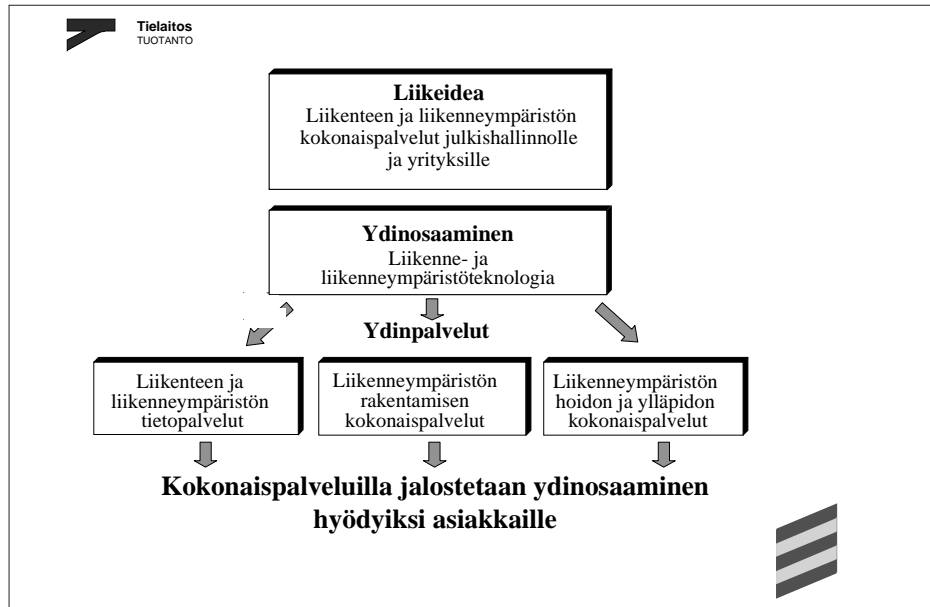 Tielaitos
TUOTANTO
Liikeidea
Liikenteen ja liikenneympäristön
kokonaispalvelut julkishallinnolle
ja yrityksille
Ydinosaaminen
Liikenne- ja
liikenneympäristöteknologia
Ydinpalvelut
Liikenteen ja
liikenneympäristön
tietopalvelut
Liikenneympäristön
rakentamisen
kokonaispalvelut
Liikenneympäristön
hoidon ja ylläpidon
kokonaispalvelut
Kokonaispalveluilla jalostetaan ydinosaaminen
hyödyiksi asiakkaille